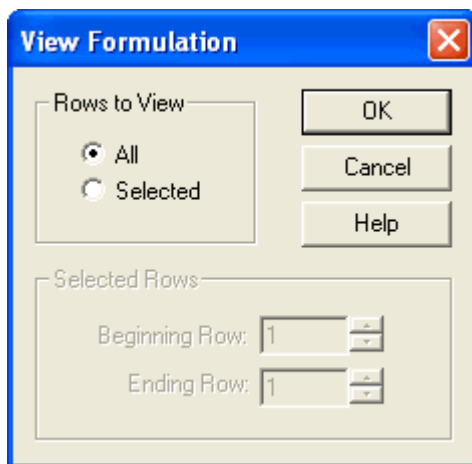 View Formulation
Rows to View
All
Selected
OK
Cancel
Help
Selected Rows
Beginning Row: 1
Ending Row: 1